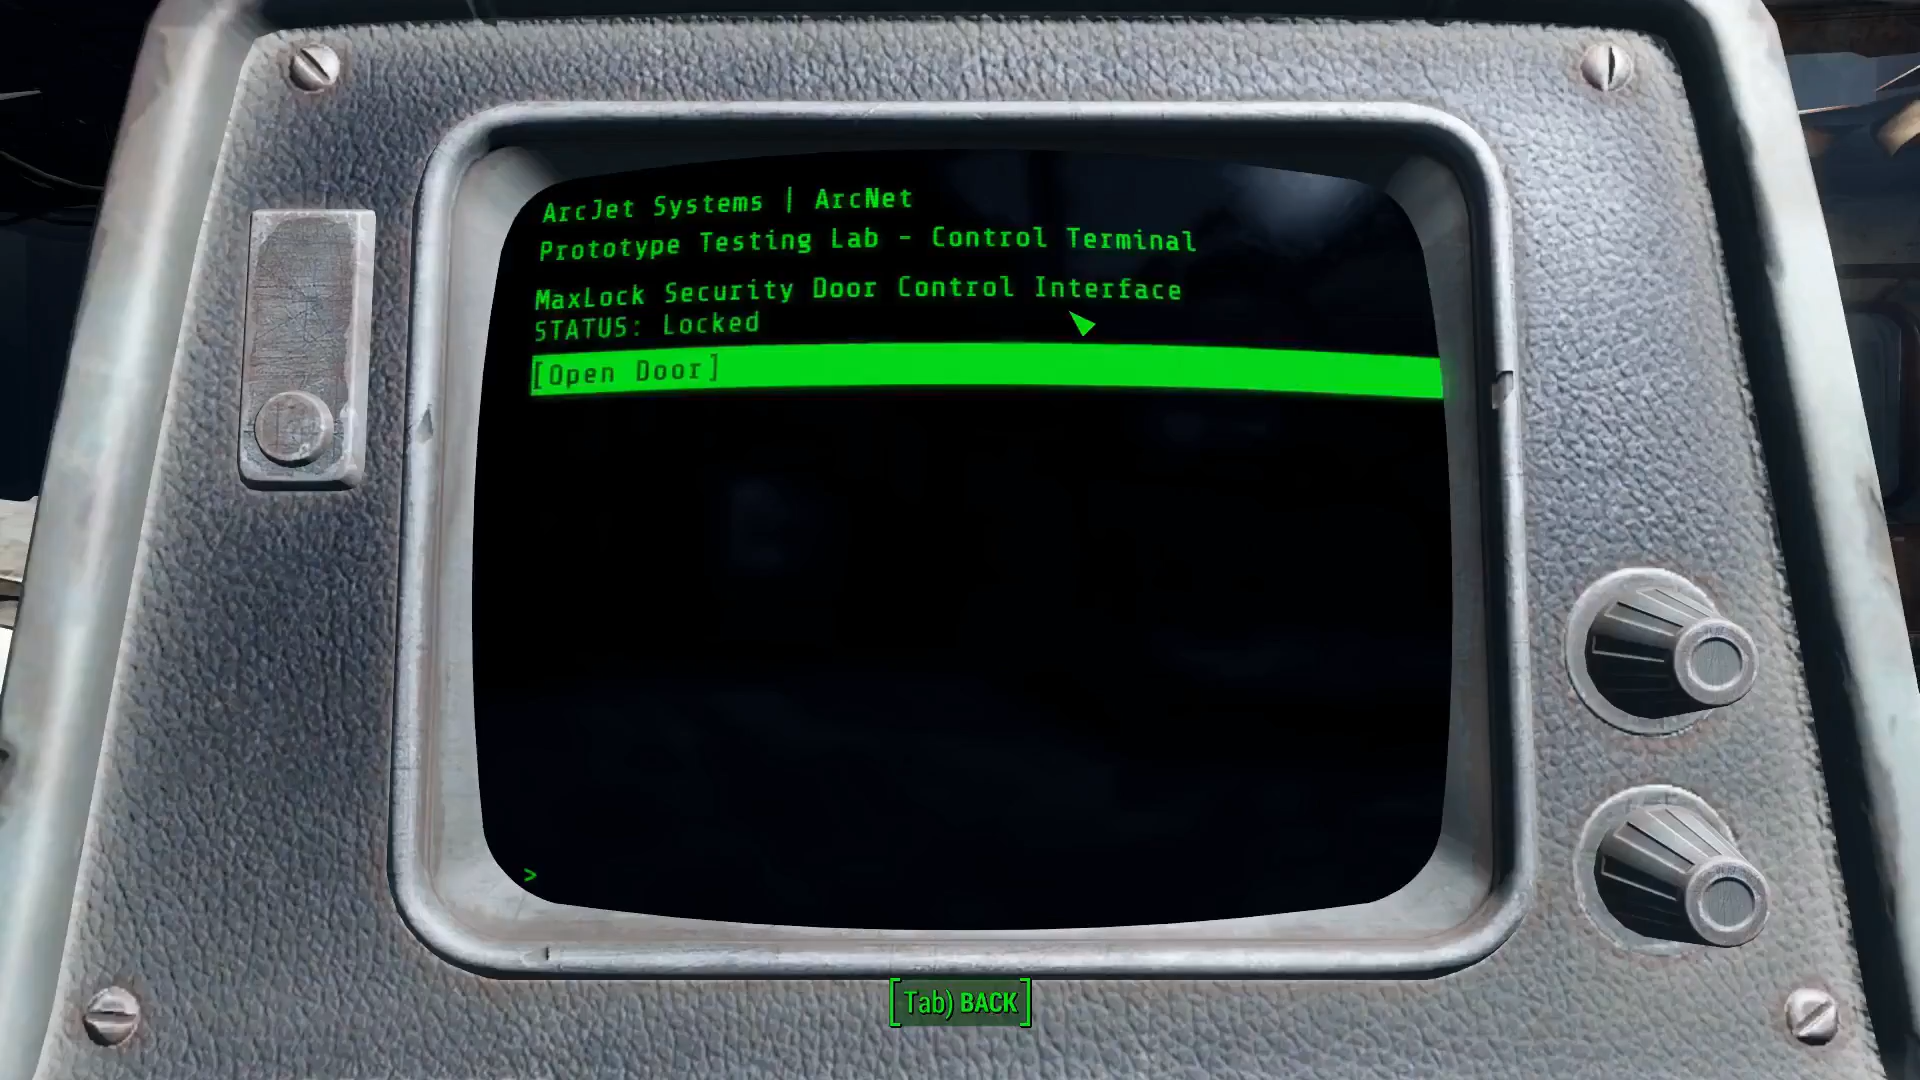 ArcJet Systems | ArcNet
Prototype Testing Lab - Control Terminal
MaxLock Security Door Control Interface
STATUS: Locked
[Open Door]
>
[Tab) BACK]